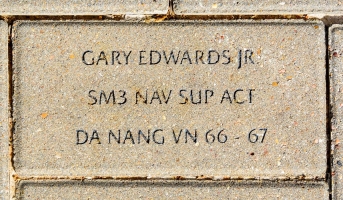 GARY EDWARDS JR.
SM3 NAV SUP ACT
DA NANG VN 66 - 67